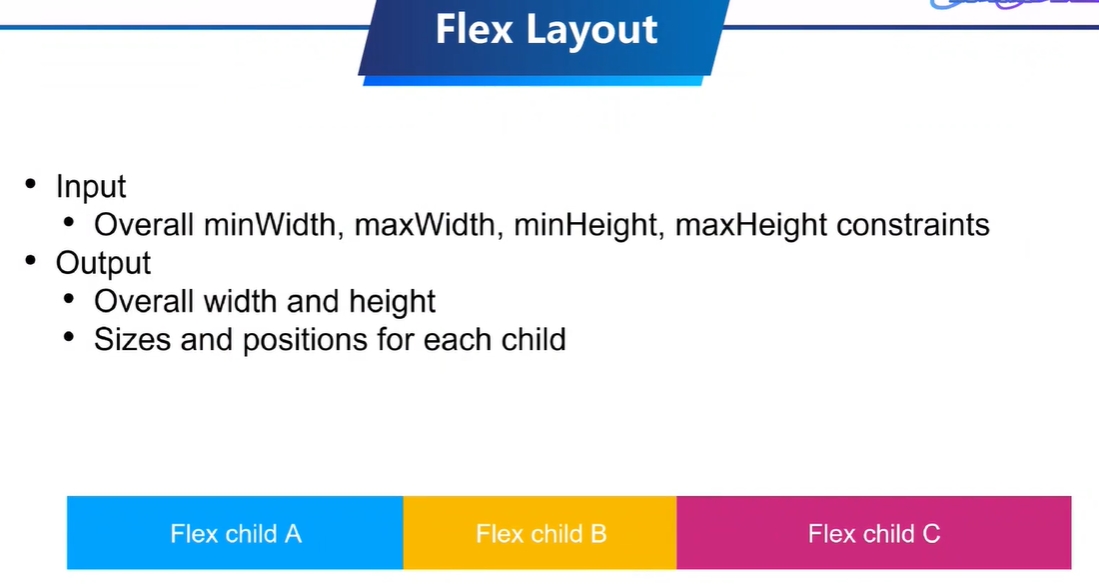 Flex Layout
• Input
• Overall minWidth, maxWidth, minHeight, maxHeight constraints
• Output
• Overall width and height
• Sizes and positions for each child
Flex child A Flex child B Flex child C